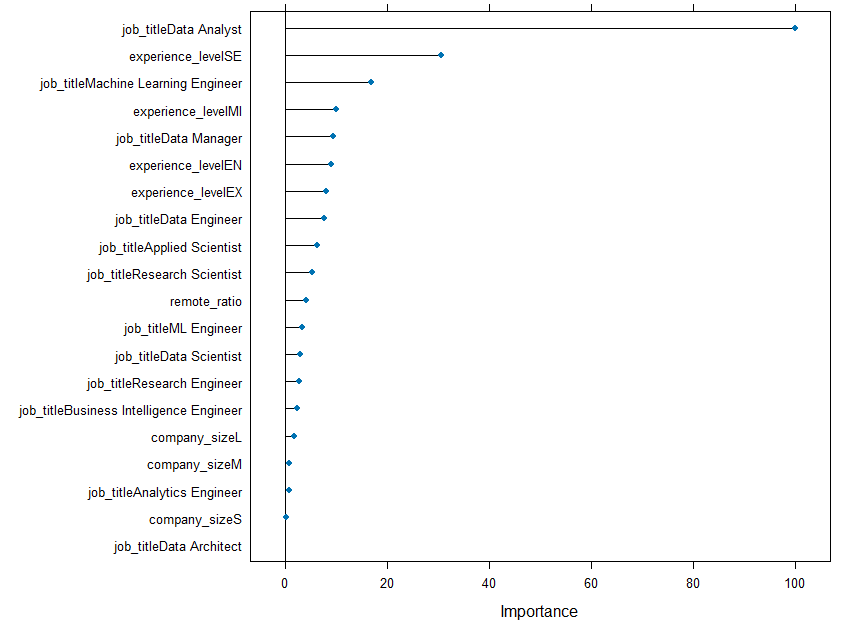 job_titleData Analyst
experience_levelSE
job_titleMachine Learning Engineer
experience_levelMI
job_titleData Manager
experience_levelEN
experience_levelEX
job_titleData Engineer
job_titleApplied Scientist
job_titleResearch Scientist
remote_ratio
job_titleML Engineer
job_titleData Scientist
job_titleResearch Engineer
job_titleBusiness Intelligence Engineer
company_sizeL
company_sizeM
job_titleAnalytics Engineer
company_sizeS
job_titleData Architect
0 20 40 60 80 100
Importance